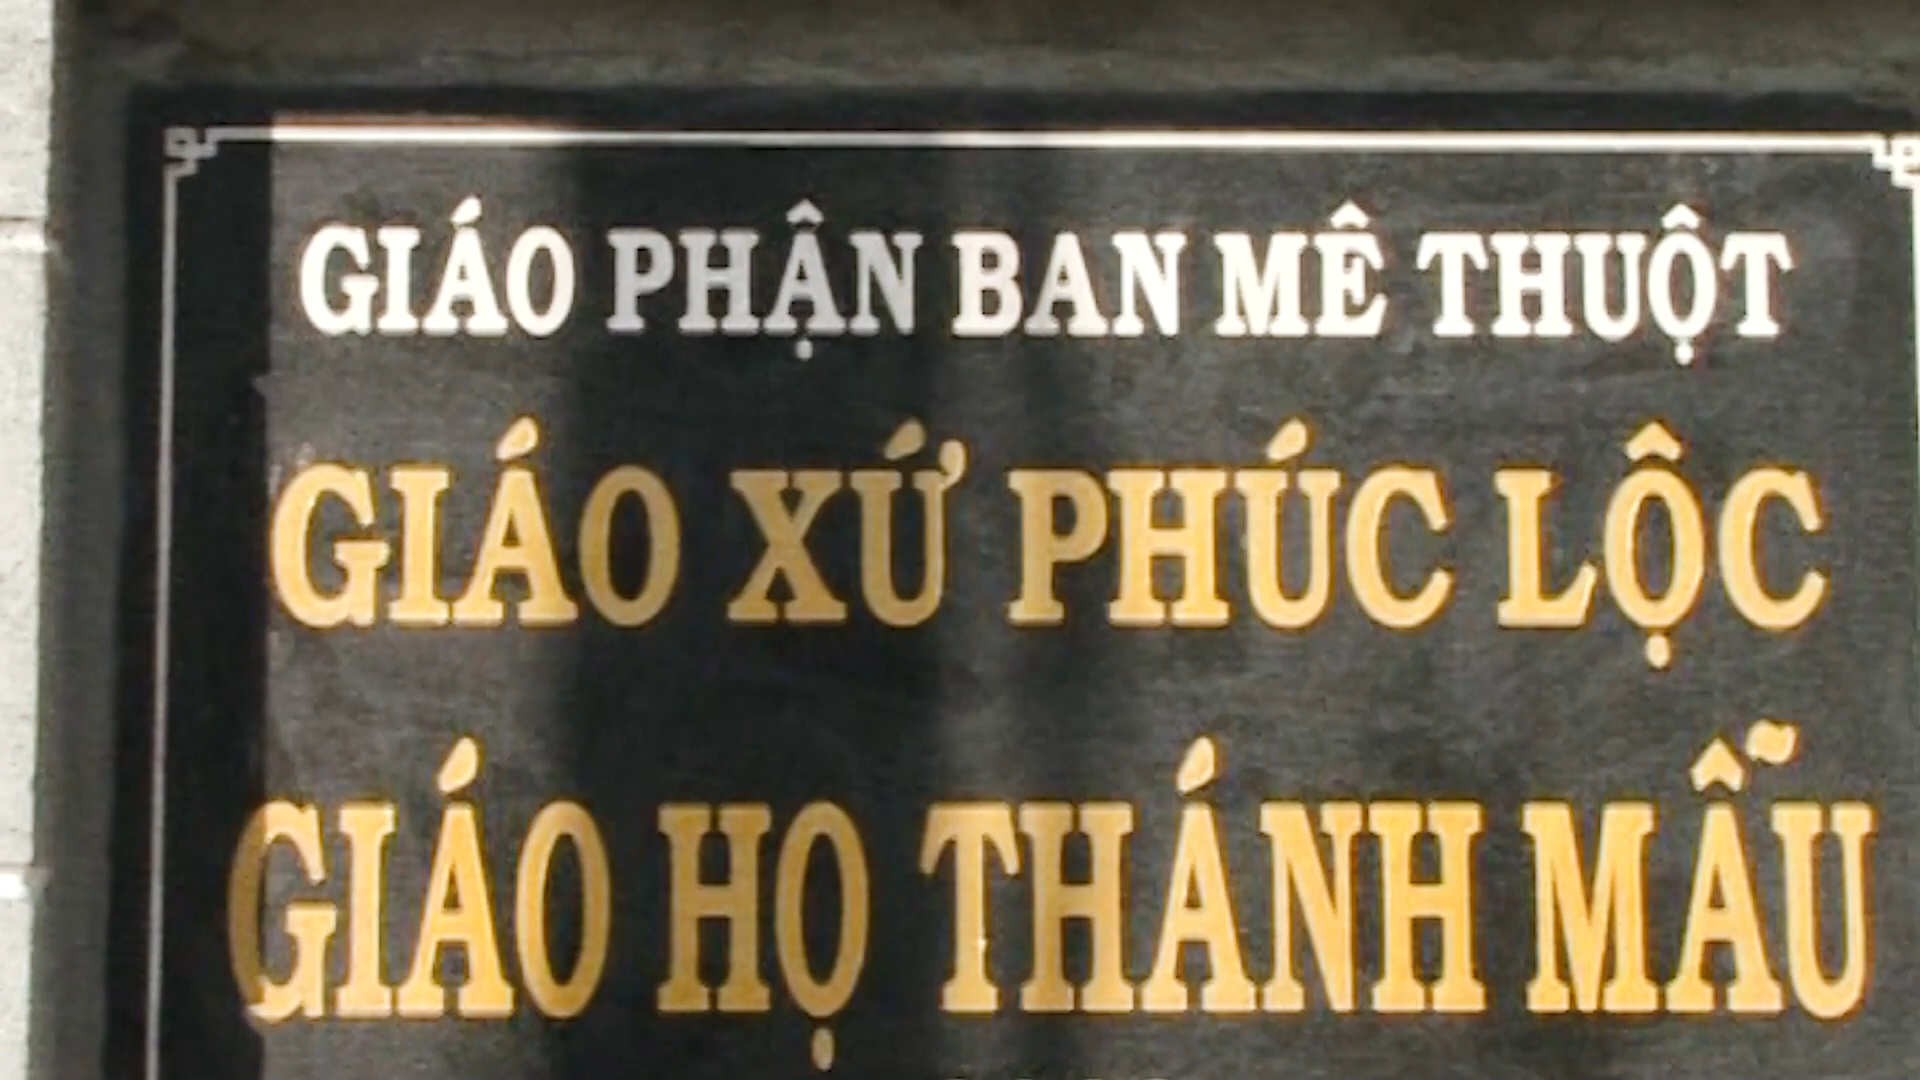 GIÁO PHẬN BAN MÊ THUỘT
GIÁO XỨ PHÚC LỘC
GIÁO HỌ THÁNH MẪU